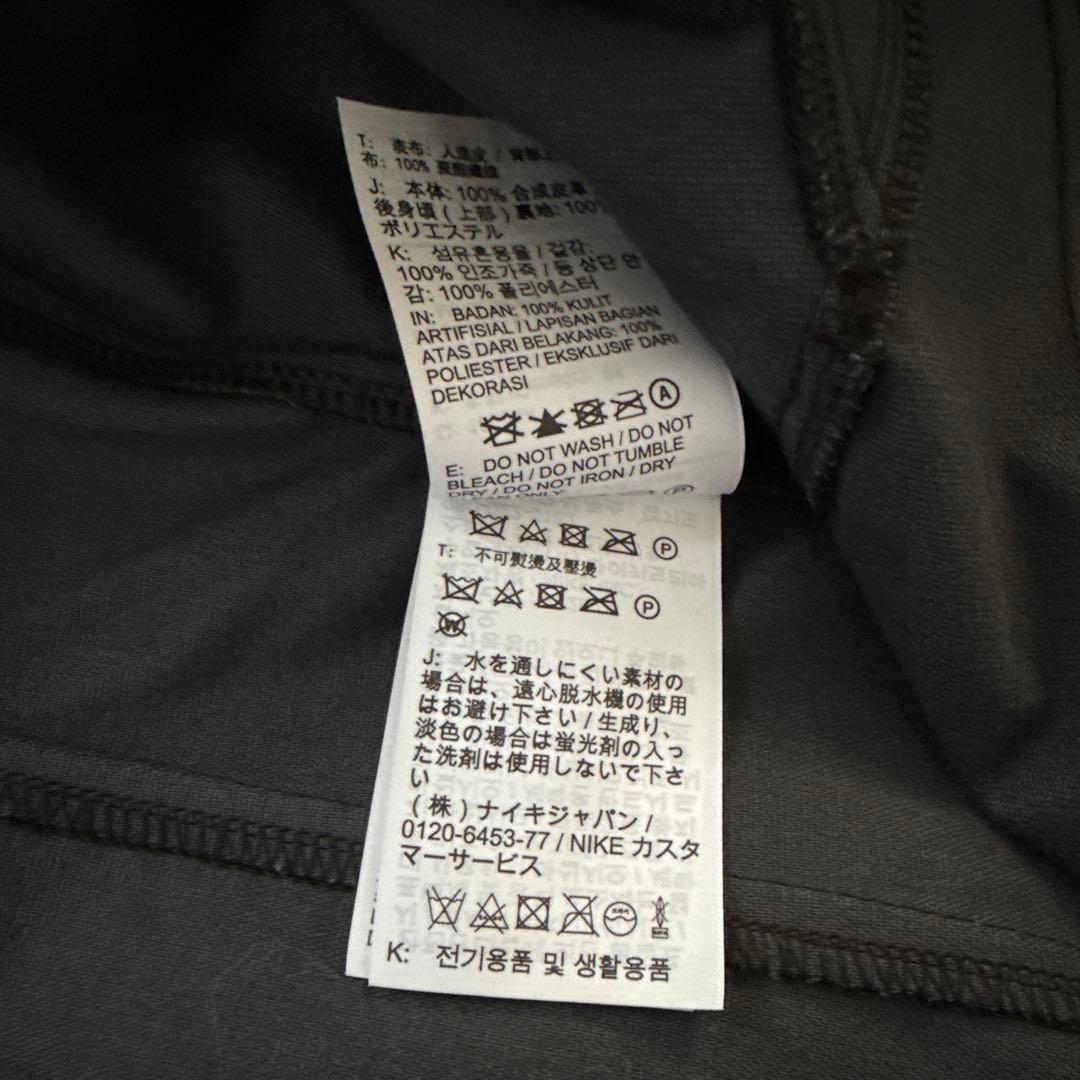 T: 表布: 人造皮 /
布: 100% 聚酯纖維
J: 本体: 100% 合成皮革
後身頃 ( 上部 ) 裏地: 100%
ポリエステル
K: 섬유혼용율 / 겉감:
100% 인조가죽 / 등 상단 안
감: 100% 폴리에스터
IN: BADAN: 100% KULIT
ARTIFISIAL / LAPISAN BAGIAN
ATAS DARI BELAKANG: 100%
POLIESTER / EKSKLUSIF DARI
DEKORASI
A
E: DO NOT WASH / DO NOT
BLEACH / DO NOT TUMBLE
DRY / DO NOT IRON / DRY
CLEAN ONLY
P
T: 不可熨燙及壓燙
P
W
J: 水を通しにくい素材の
場合は、遠心脱水機の使用
はお避け下さい / 生成り、
淡色の場合は蛍光剤の入っ
た洗剤は使用しないで下さ
い
( 株 ) ナイキジャパン /
0120-6453-77 / NIKE カスタ
マーサービス
K: 전기용품 및 생활용품